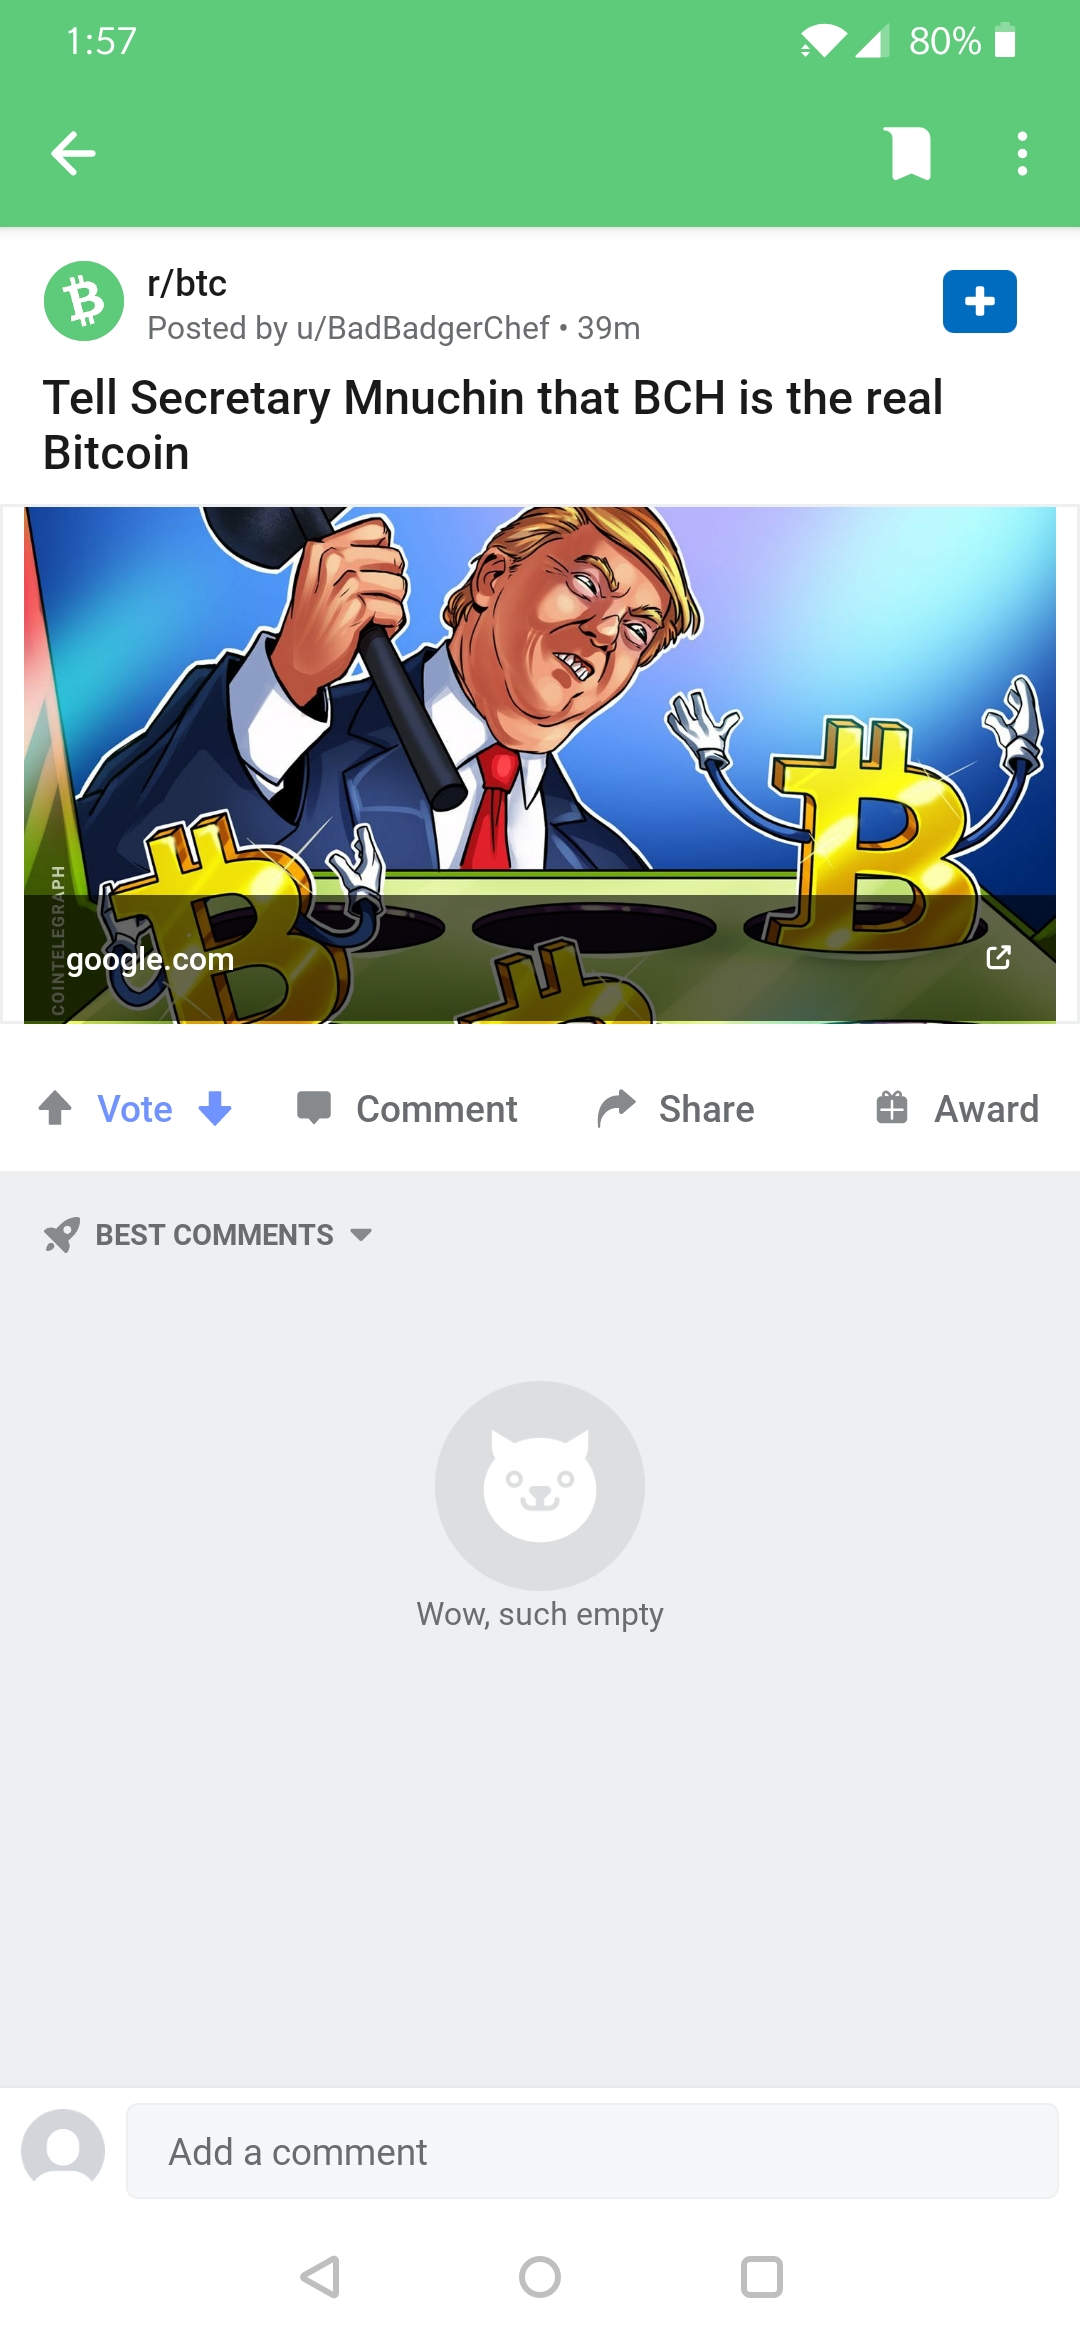 1:57
80%
r/btc
Posted by u/BadBadgerChef • 39m
Tell Secretary Mnuchin that BCH is the real
Bitcoin
COINTELEGRAPH
google.com
Vote
Comment
Share
Award
BEST COMMENTS
Wow, such empty
Add a comment